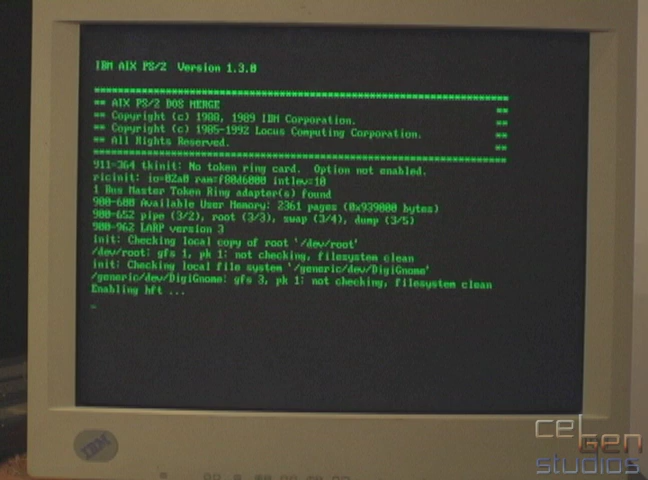 IBM AIX PS/2 Version 1.3.0
** AIX PS/2 DOS MERGE **
** Copyright (c) 1988, 1989 IBM Corporation. **
** Copyright (c) 1985-1992 Locus Computing Corporation. **
** All Rights Reserved. **
911-364 tkinit: No token ring card. Option not enabled.
ricinit: io=02a0 ram=f80d6000 intlev=10
1 Bus Master Token Ring adapter(s) found
900-600 Available User Memory: 2361 pages (0x939000 bytes)
900-652 pipe (3/2), root (3/3), swap (3/4), dump (3/5)
900-962 LARP version 3
init: Checking local copy of root '/dev/root'
/dev/root: gfs 1, pk 1: not checking, filesystem clean
init: Checking local file system '/generic/dev/DigiGnome'
/generic/dev/DigiGnome: gfs 3, pk 1: not checking, filesystem clean
Enabling hft ...
IBM
studios